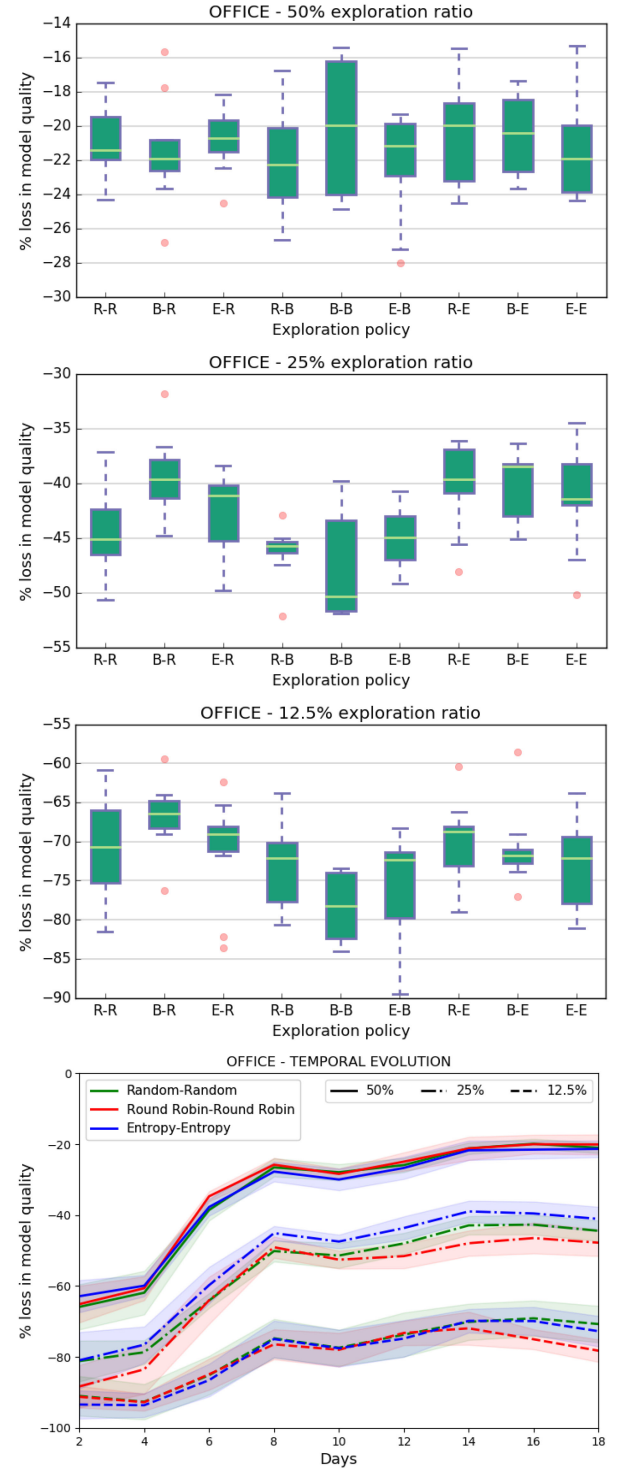 OFFICE - 50% exploration ratio
−14
−16
−18
−20
−22
−24
−26
−28
−30
% loss in model quality
R-R B-R E-R R-B B-B E-B R-E B-E E-E
Exploration policy
OFFICE - 25% exploration ratio
−30
−35
−40
−45
−50
−55
% loss in model quality
R-R B-R E-R R-B B-B E-B R-E B-E E-E
Exploration policy
OFFICE - 12.5% exploration ratio
−55
−60
−65
−70
−75
−80
−85
−90
% loss in model quality
R-R B-R E-R R-B B-B E-B R-E B-E E-E
Exploration policy
OFFICE - TEMPORAL EVOLUTION
Random-Random
Round Robin-Round Robin
Entropy-Entropy
50% 25% 12.5%
0
−20
−40
−60
−80
−100
% loss in model quality
2 4 6 8 10 12 14 16 18
Days